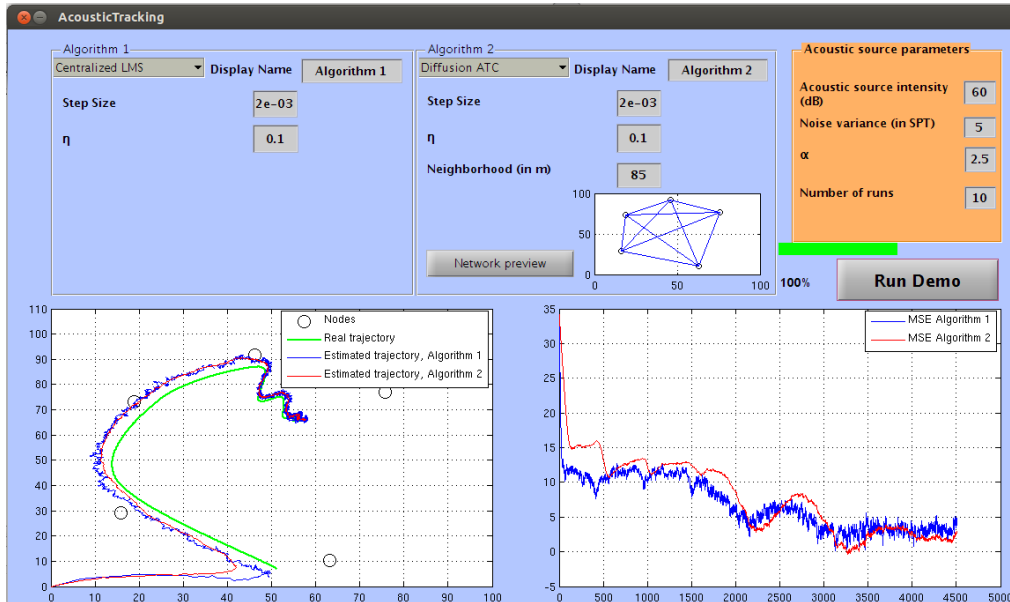 AcousticTracking
Algorithm 1
Centralized LMS
Display Name
Algorithm 1
Step Size
2e-03
η
0.1
Algorithm 2
Diffusion ATC
Display Name
Algorithm 2
Step Size
2e-03
η
0.1
Neighborhood (in m)
85
100
50
0
0 50 100
Network preview
Acoustic source parameters
Acoustic source intensity
(dB)
60
Noise variance (in SPT)
5
α
2.5
Number of runs
10
100%
Run Demo
110
100
90
80
70
60
50
40
30
20
10
0
0 10 20 30 40 50 60 70 80 90 100
Nodes
Real trajectory
Estimated trajectory, Algorithm 1
Estimated trajectory, Algorithm 2
35
30
25
20
15
10
5
0
-5
0 500 1000 1500 2000 2500 3000 3500 4000 4500 5000
MSE Algorithm 1
MSE Algorithm 2